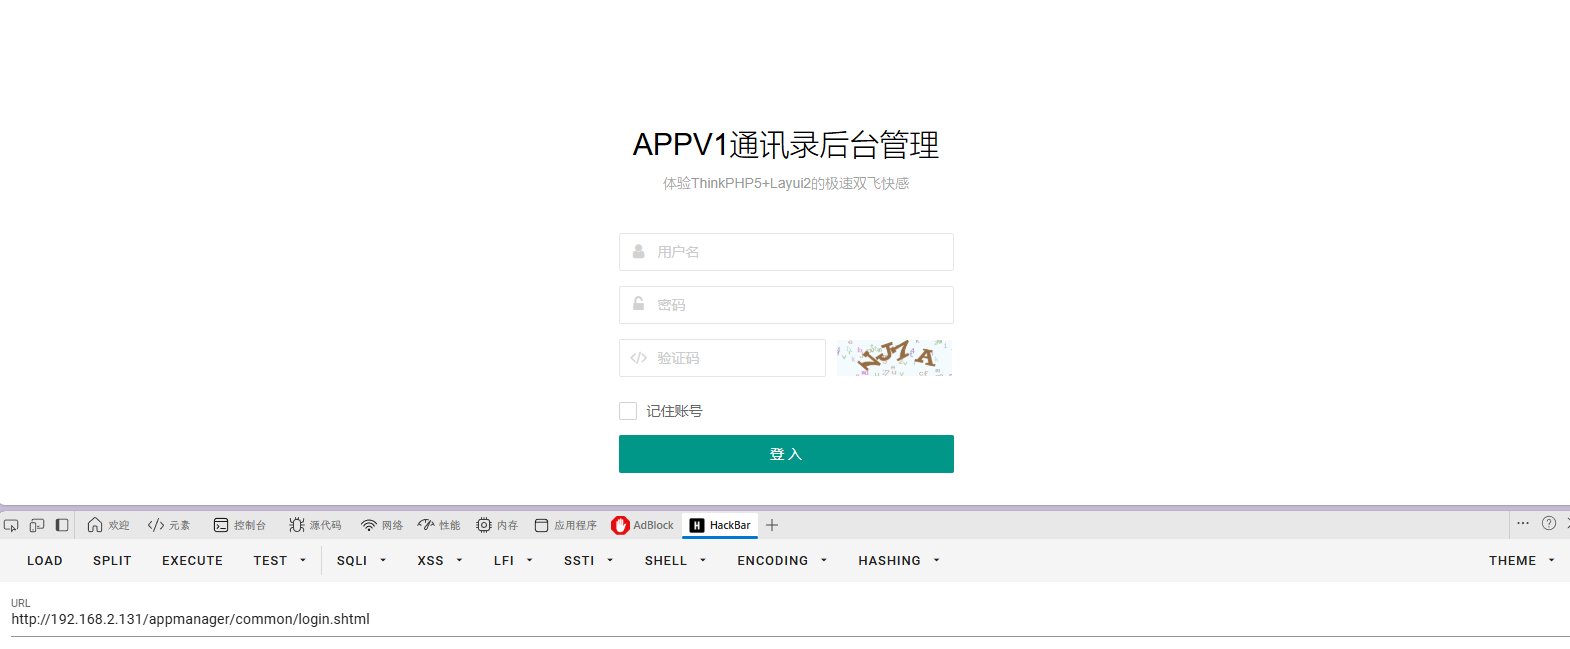 APPV1通讯录后台管理
体验ThinkPHP5+Layui2的极速双飞快感
用户名
密码
验证码
记住账号
登入
欢迎 元素 控制台 源代码 网络 性能 内存 应用程序 AdBlock HackBar
LOAD SPLIT EXECUTE TEST SQLI XSS LFI SSTI SHELL ENCODING HASHING THEME
URL
http://192.168.2.131/appmanager/common/login.shtml